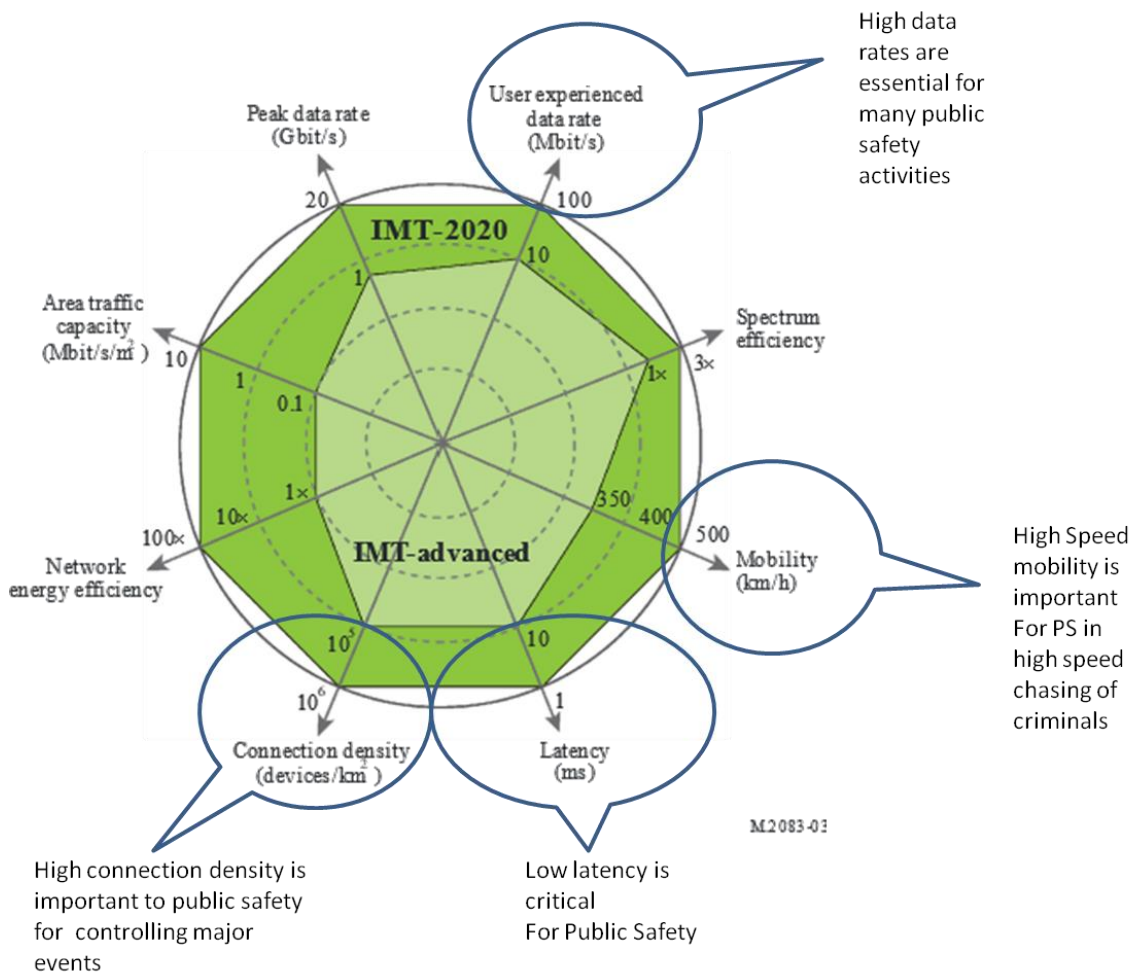 High data
rates are
essential for
many public
safety
activities
Peak data rate
(Gbit/s)
User experienced
data rate
(Mbit/s)
20
100
IMT-2020
1
10
Area traffic
capacity
(Mbit/s/m²)
10
1
0.1
Spectrum
efficiency
3×
1×
1×
10×
100×
Network
energy efficiency
350
400
500
Mobility
(km/h)
IMT-advanced
High Speed
mobility is
important
For PS in
high speed
chasing of
criminals
10⁵
10⁶
10
1
Connection density
(devices/km²)
Latency
(ms)
M.2083-03
High connection density is
important to public safety
for controlling major
events
Low latency is
critical
For Public Safety